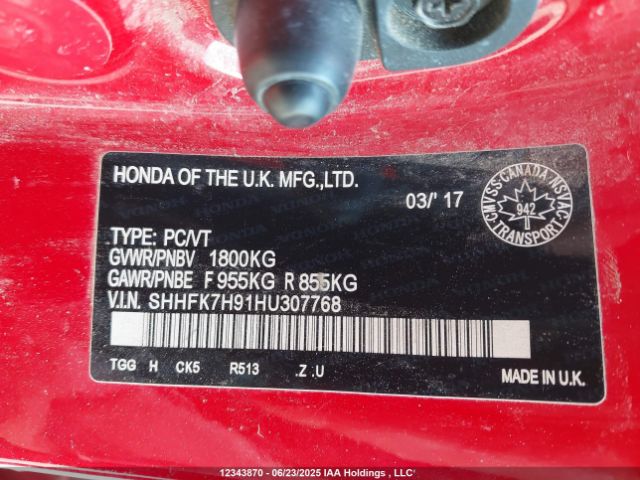 HONDA OF THE U.K. MFG.,LTD.
03/' 17
CMVSS·CANADA·NSVAC
942
TRANSPORT
TYPE: PC/VT
GVWR/PNBV 1800KG
GAWR/PNBE F 955KG R 855KG
V.I.N. SHHFK7H91HU307768
TGG H CK5 R513 .Z .U
MADE IN U.K.
12343870 - 06/23/2025 IAA Holdings , LLC